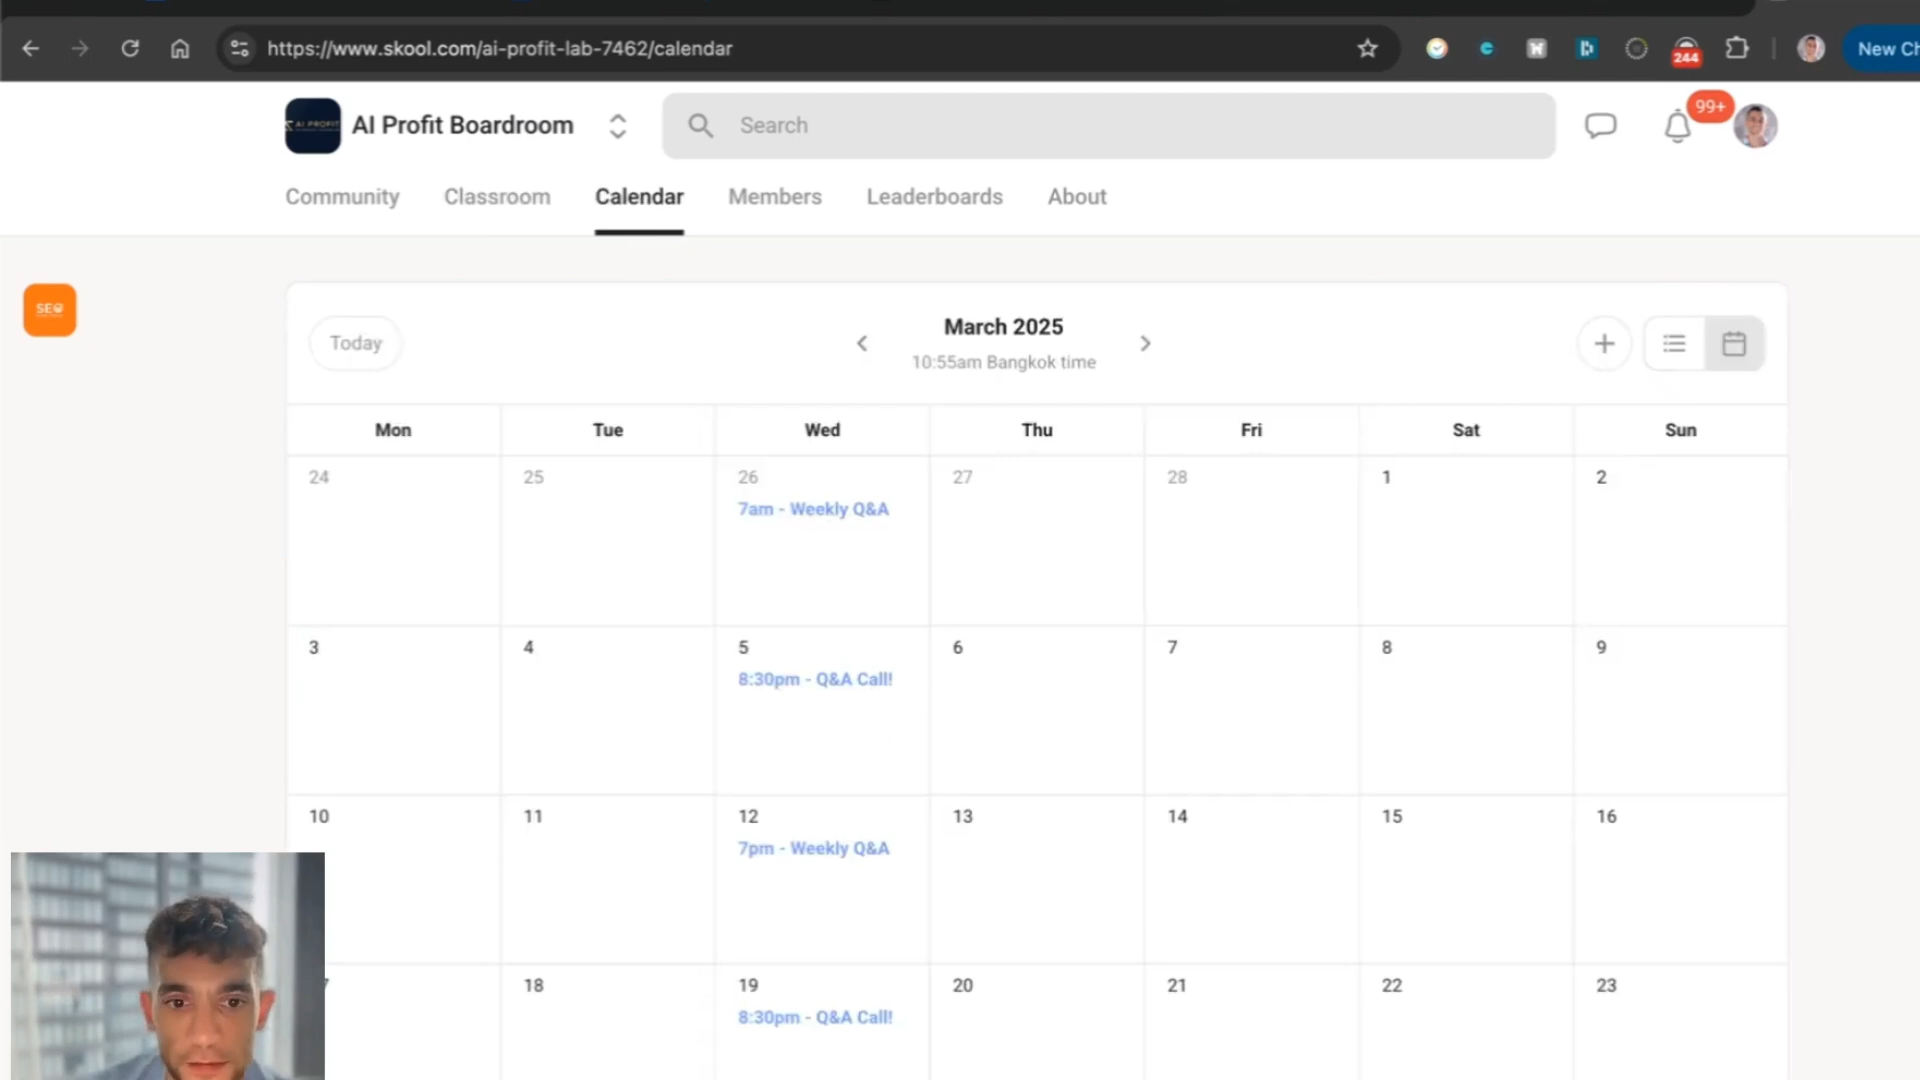 https://www.skool.com/ai-profit-lab-7462/calendar
244
New Ch
AI PROFIT
AI Profit Boardroom
Search
99+
Community Classroom Calendar Members Leaderboards About
SEO
Today
March 2025
10:55am Bangkok time
Mon Tue Wed Thu Fri Sat Sun
24 25 26 27 28 1 2
7am - Weekly Q&A
3 4 5 6 7 8 9
8:30pm - Q&A Call!
10 11 12 13 14 15 16
7pm - Weekly Q&A
18 19 20 21 22 23
8:30pm - Q&A Call!